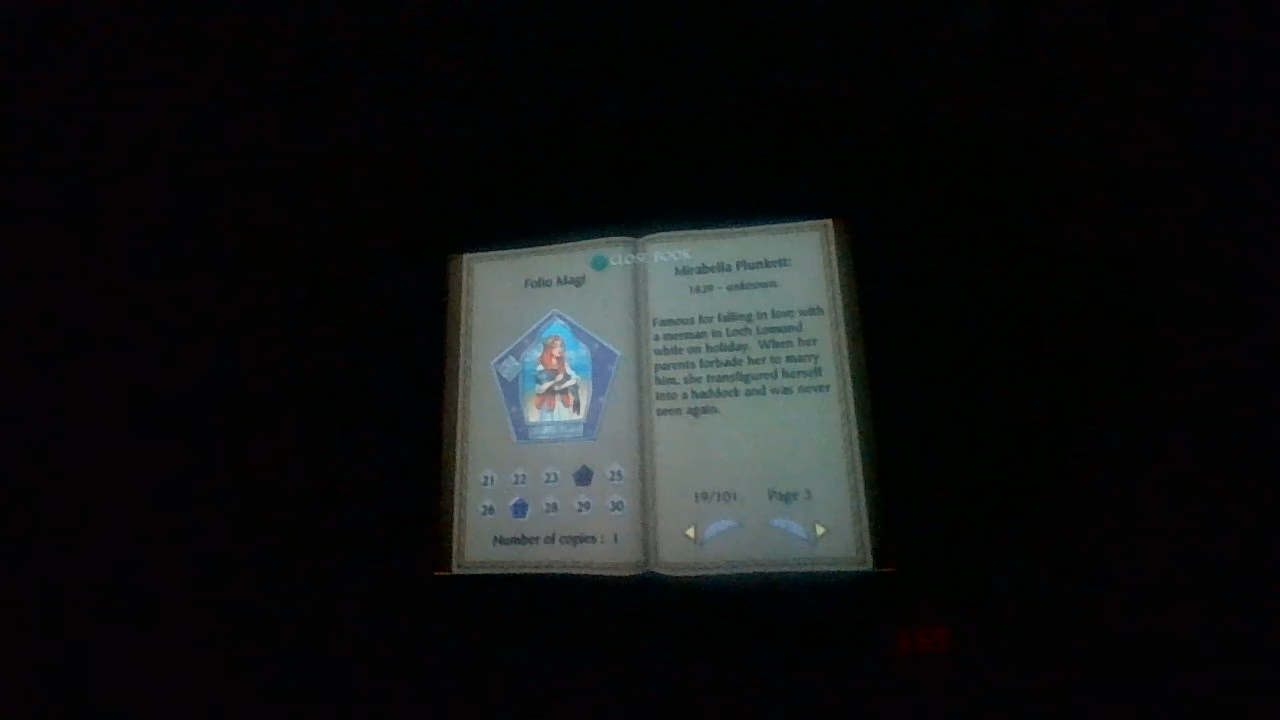 CLOSE BOOK
Folio Magi
21 22 23 25
26 28 29 30
Number of copies : 1
Mirabella Plunkett:
1839 - unknown
Famous for falling in love with
a merman in Loch Lomond
while on holiday. When her
parents forbade her to marry
him, she transfigured herself
into a haddock and was never
seen again.
19/101 Page 3